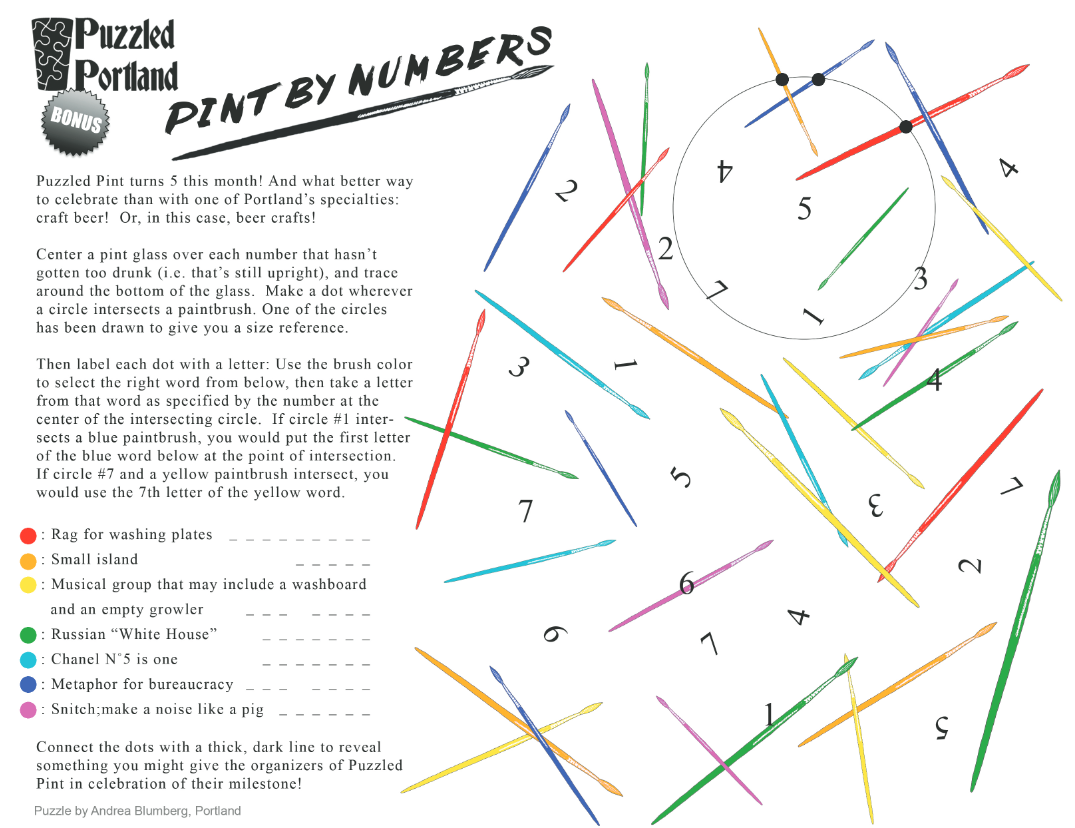 Puzzled
Portland
BONUS
PINT BY NUMBERS
Puzzled Pint turns 5 this month! And what better way
to celebrate than with one of Portland's specialties:
craft beer! Or, in this case, beer crafts!
Center a pint glass over each number that hasn't
gotten too drunk (i.e. that's still upright), and trace
around the bottom of the glass. Make a dot wherever
a circle intersects a paintbrush. One of the circles
has been drawn to give you a size reference.
Then label each dot with a letter: Use the brush color
to select the right word from below, then take a letter
from that word as specified by the number at the
center of the intersecting circle. If circle #1 inter-
sects a blue paintbrush, you would put the first letter
of the blue word below at the point of intersection.
If circle #7 and a yellow paintbrush intersect, you
would use the 7th letter of the yellow word.
: Rag for washing plates _ _ _ _ _ _ _ _ _
: Small island _ _ _ _ _
: Musical group that may include a washboard
and an empty growler _ _ _ _ _ _ _
: Russian "White House" _ _ _ _ _ _ _
: Chanel N°5 is one _ _ _ _ _ _ _
: Metaphor for bureaucracy _ _ _ _ _ _ _
: Snitch;make a noise like a pig _ _ _ _ _ _
Connect the dots with a thick, dark line to reveal
something you might give the organizers of Puzzled
Pint in celebration of their milestone!
Puzzle by Andrea Blumberg, Portland
4
4
2
5
2
3
7
1
3
1
4
5
7
7
3
2
6
6
4
7
1
5